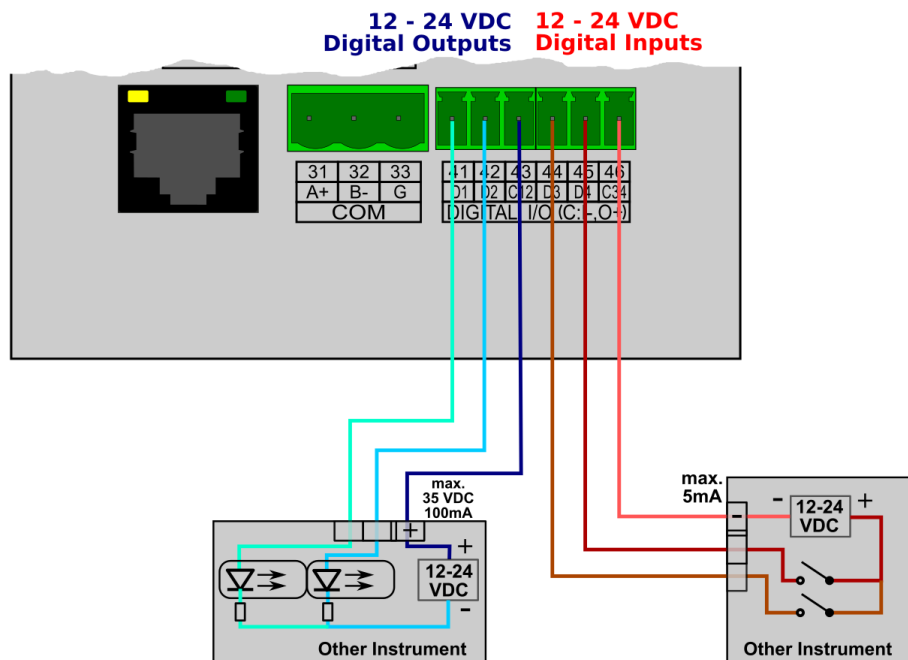 12 - 24 VDC
Digital Outputs
12 - 24 VDC
Digital Inputs
31 32 33
A+ B- G
COM
41 42 43 44 45 46
D1 D2 C12 D3 D4 C34
DIGITAL I/O (C:-,O+)
max.
35 VDC
100mA
+
+
12-24
VDC
-
Other Instrument
max.
5mA
-
-
12-24
VDC
+
Other Instrument